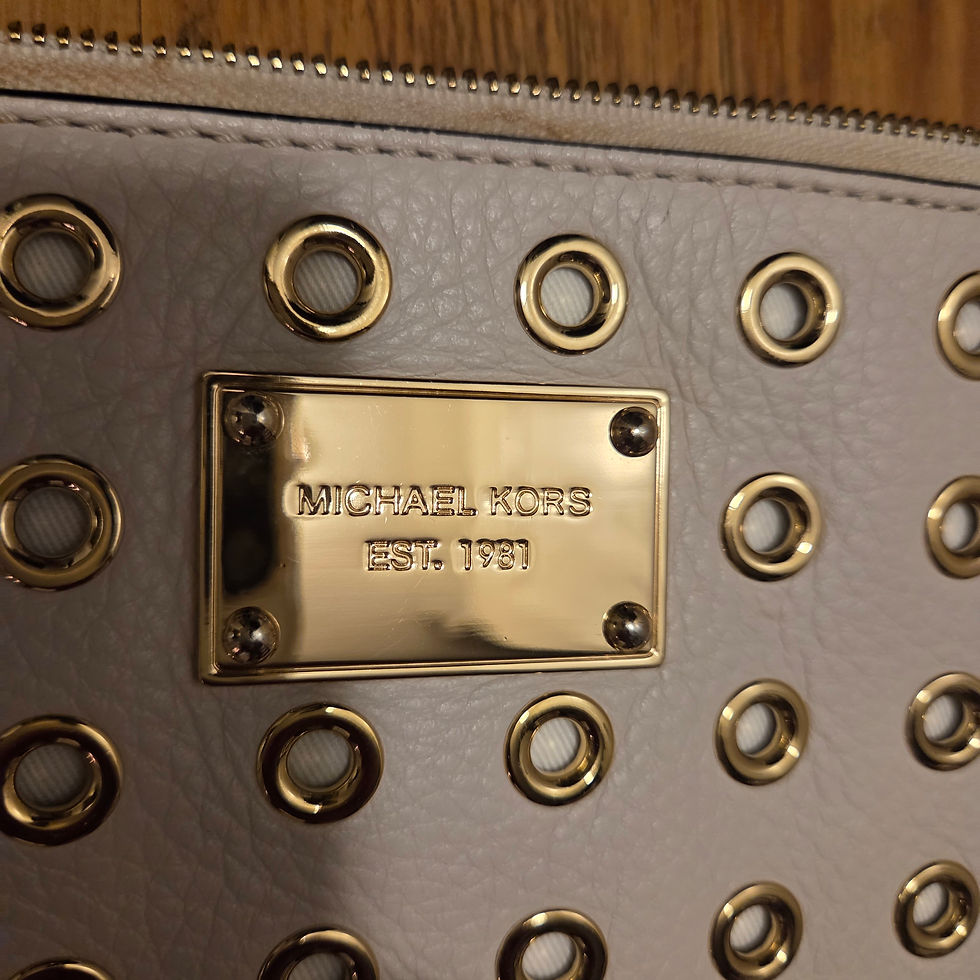 MICHAEL KORS
EST. 1981